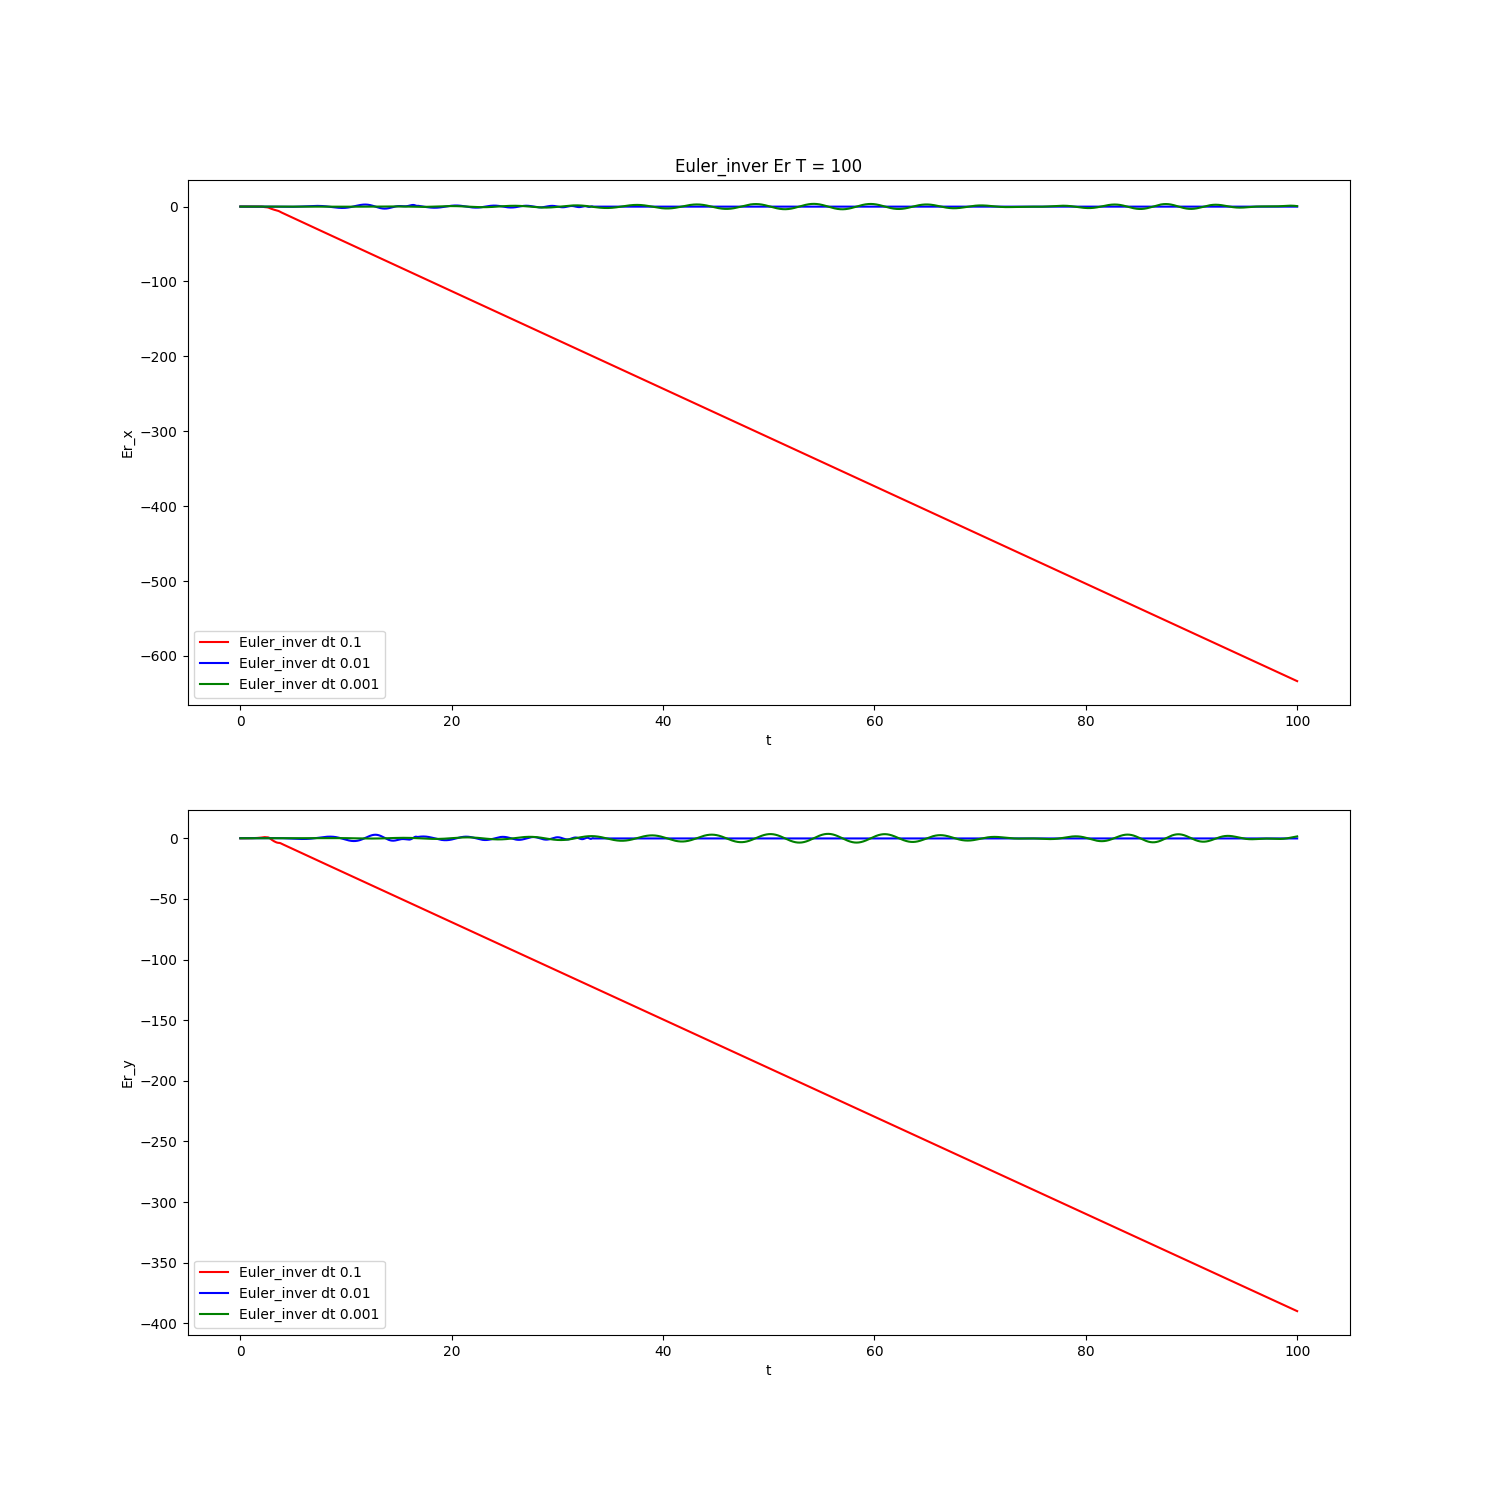 Euler_inver Er T = 100
0
−100
−200
−300
−400
−500
−600
Er_x
Euler_inver dt 0.1
Euler_inver dt 0.01
Euler_inver dt 0.001
0 20 40 60 80 100
t
0
−50
−100
−150
−200
−250
−300
−350
−400
Er_y
Euler_inver dt 0.1
Euler_inver dt 0.01
Euler_inver dt 0.001
0 20 40 60 80 100
t